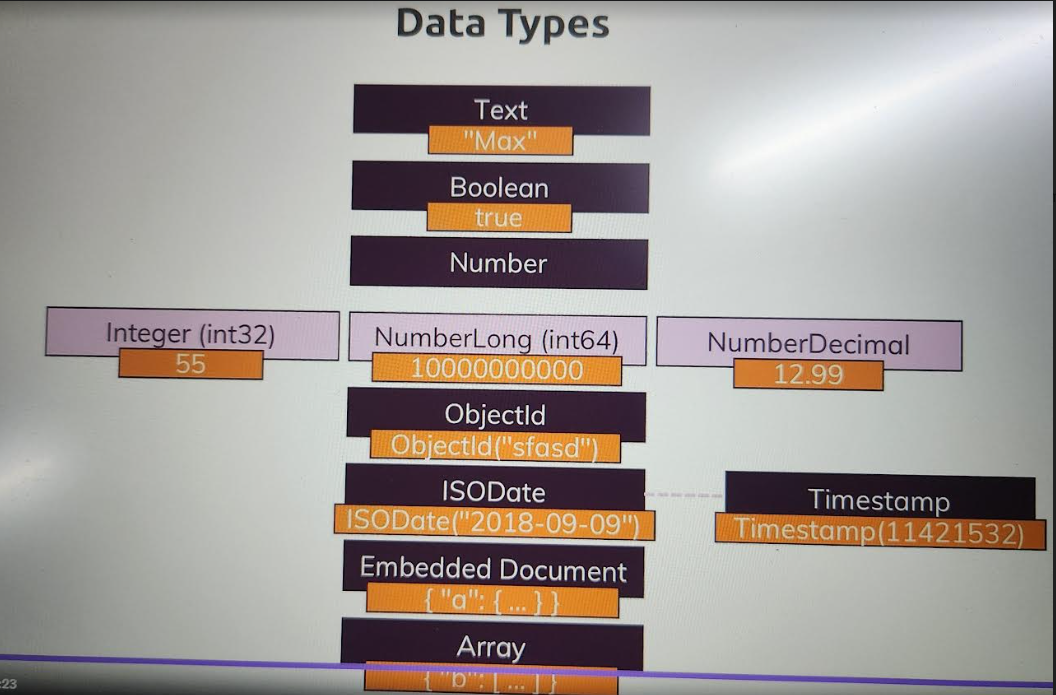 Data Types
Text
"Max"
Boolean
true
Number
Integer (int32)
55
NumberLong (int64)
10000000000
NumberDecimal
12.99
ObjectId
ObjectId("sfasd")
ISODate
ISODate("2018-09-09")
Timestamp
Timestamp(11421532)
Embedded Document
{ "a": { ... } }
Array
{ "b": [ ... ] }
:23